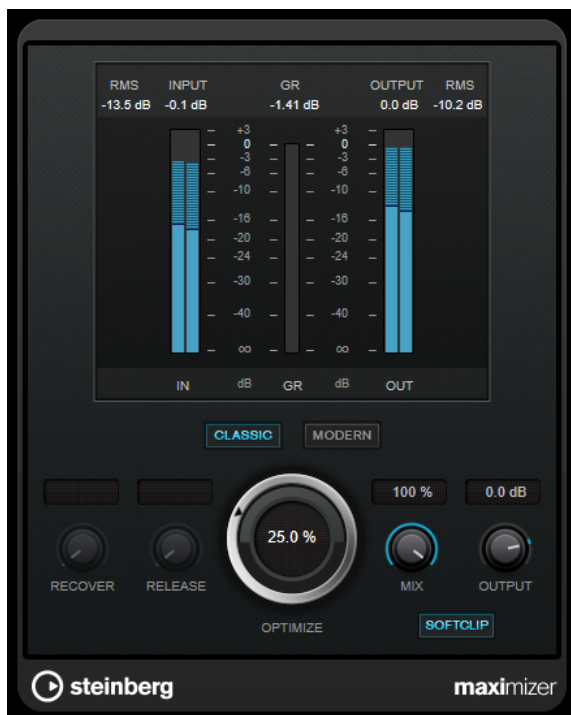 RMS INPUT GR OUTPUT RMS
-13.5 dB -0.1 dB -1.41 dB 0.0 dB -10.2 dB
+3 +3
0 0
-3 -3
-6 -6
-10 -10
-16 -16
-20 -20
-24 -24
-30 -30
-40 -40
∞ ∞
IN dB GR dB OUT
CLASSIC MODERN
100 % 0.0 dB
25.0 %
RECOVER RELEASE MIX OUTPUT
OPTIMIZE SOFTCLIP
steinberg maximizer